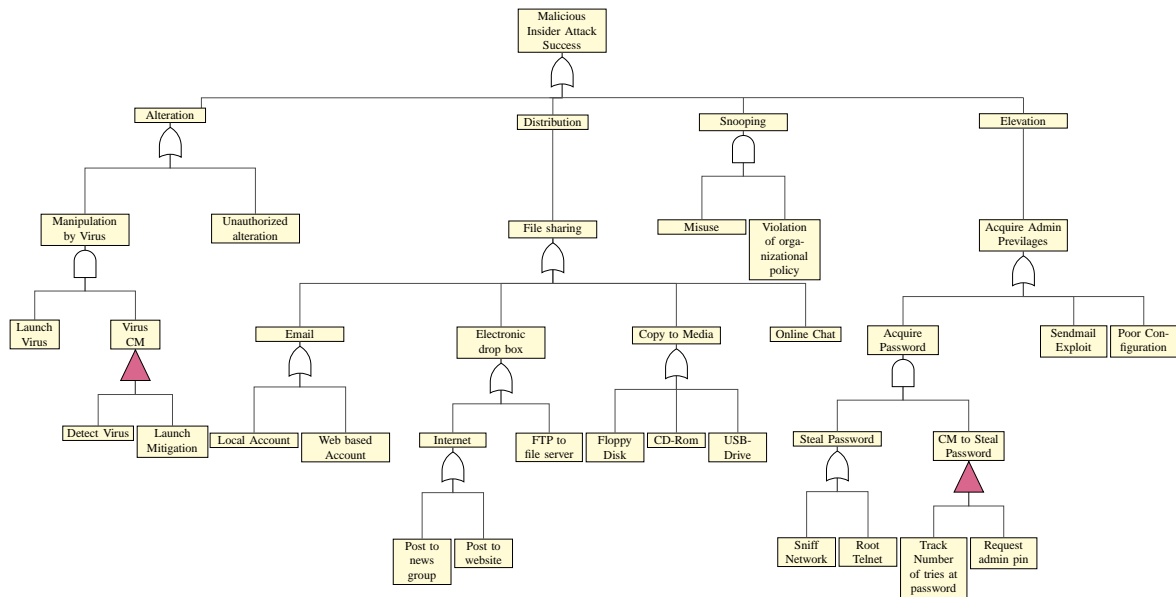 Malicious
Insider Attack
Success
Alteration
Distribution
Snooping
Elevation
Manipulation
by Virus
Unauthorized
alteration
File sharing
Misuse
Violation
of orga-
nizational
policy
Acquire Admin
Previlages
Launch
Virus
Virus
CM
Email
Electronic
drop box
Copy to Media
Online Chat
Acquire
Password
Sendmail
Exploit
Poor Con-
figuration
Detect Virus
Launch
Mitigation
Local Account
Web based
Account
Internet
FTP to
file server
Floppy
Disk
CD-Rom
USB-
Drive
Steal Password
CM to Steal
Password
Post to
news
group
Post to
website
Sniff
Network
Root
Telnet
Track
Number
of tries at
password
Request
admin pin